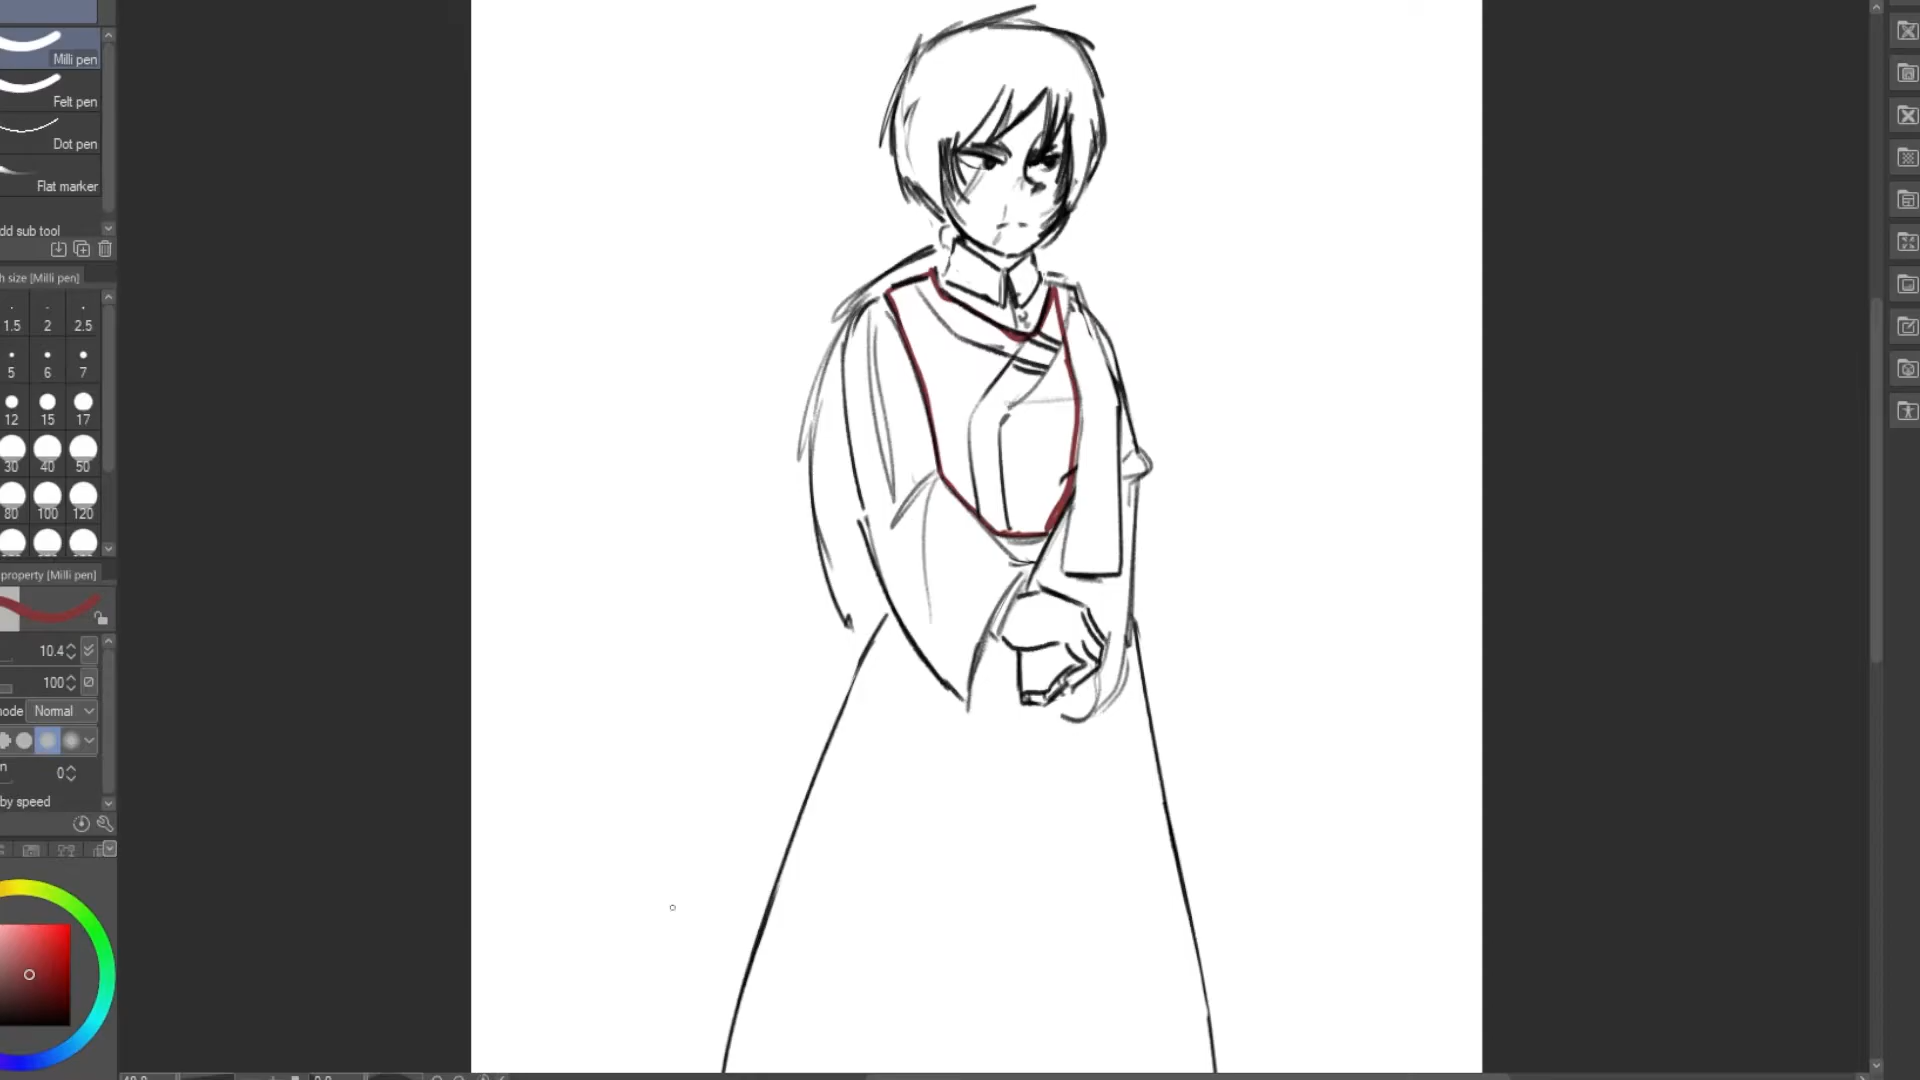 Milli pen
Felt pen
Dot pen
Flat marker
dd sub tool
h size [Milli pen]
1.5 2 2.5
5 6 7
12 15 17
30 40 50
80 100 120
property [Milli pen]
10.4
100
mode Normal
n 0
by speed